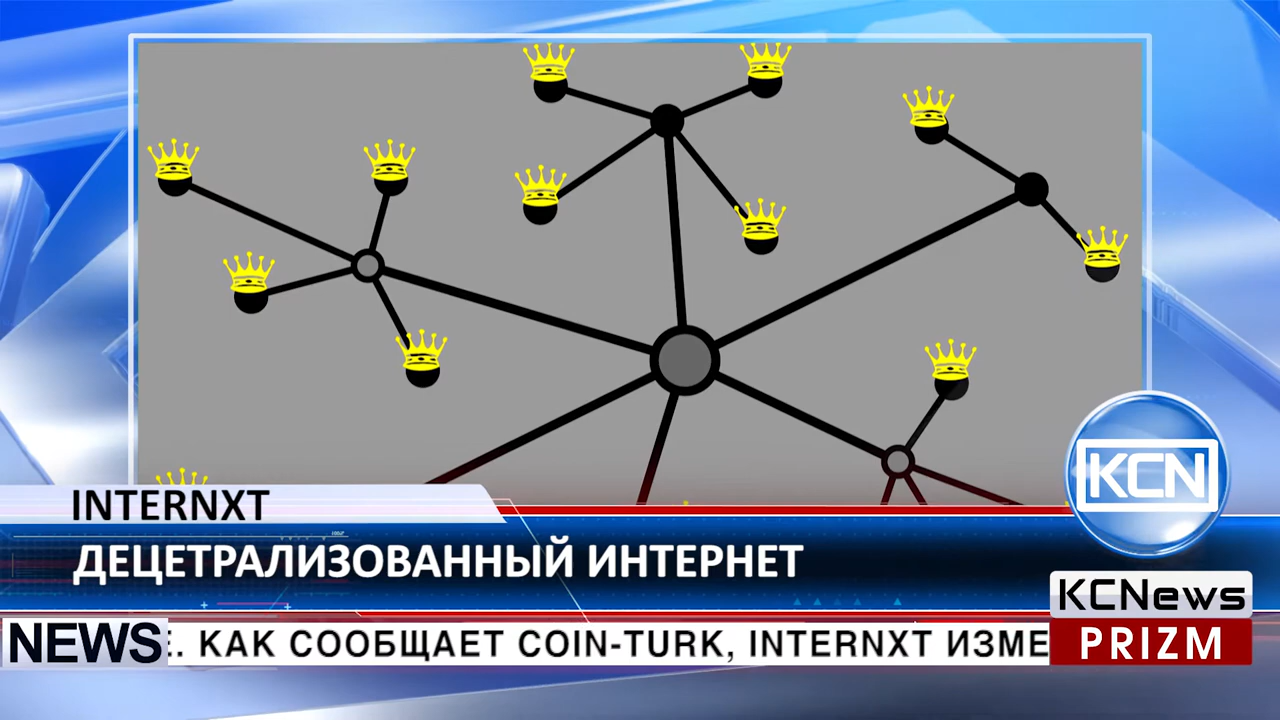 KCN
INTERNXT
ДЕЦЕТРАЛИЗОВАННЫЙ ИНТЕРНЕТ
KCNews
PRIZM
NEWS
Е. КАК СООБЩАЕТ COIN-TURK, INTERNXT ИЗМЕ